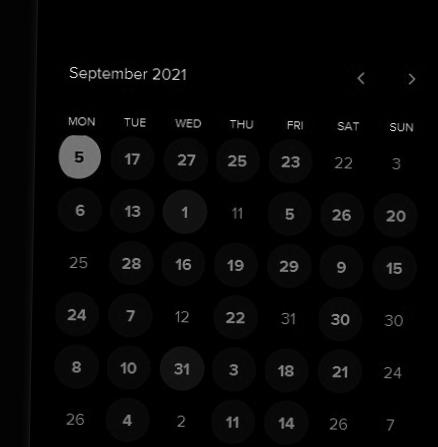 September 2021 < >
MON TUE WED THU FRI SAT SUN
5 17 27 25 23 22 3
6 13 1 11 5 26 20
25 28 16 19 29 9 15
24 7 12 22 31 30 30
8 10 31 3 18 21 24
26 4 2 11 14 26 7